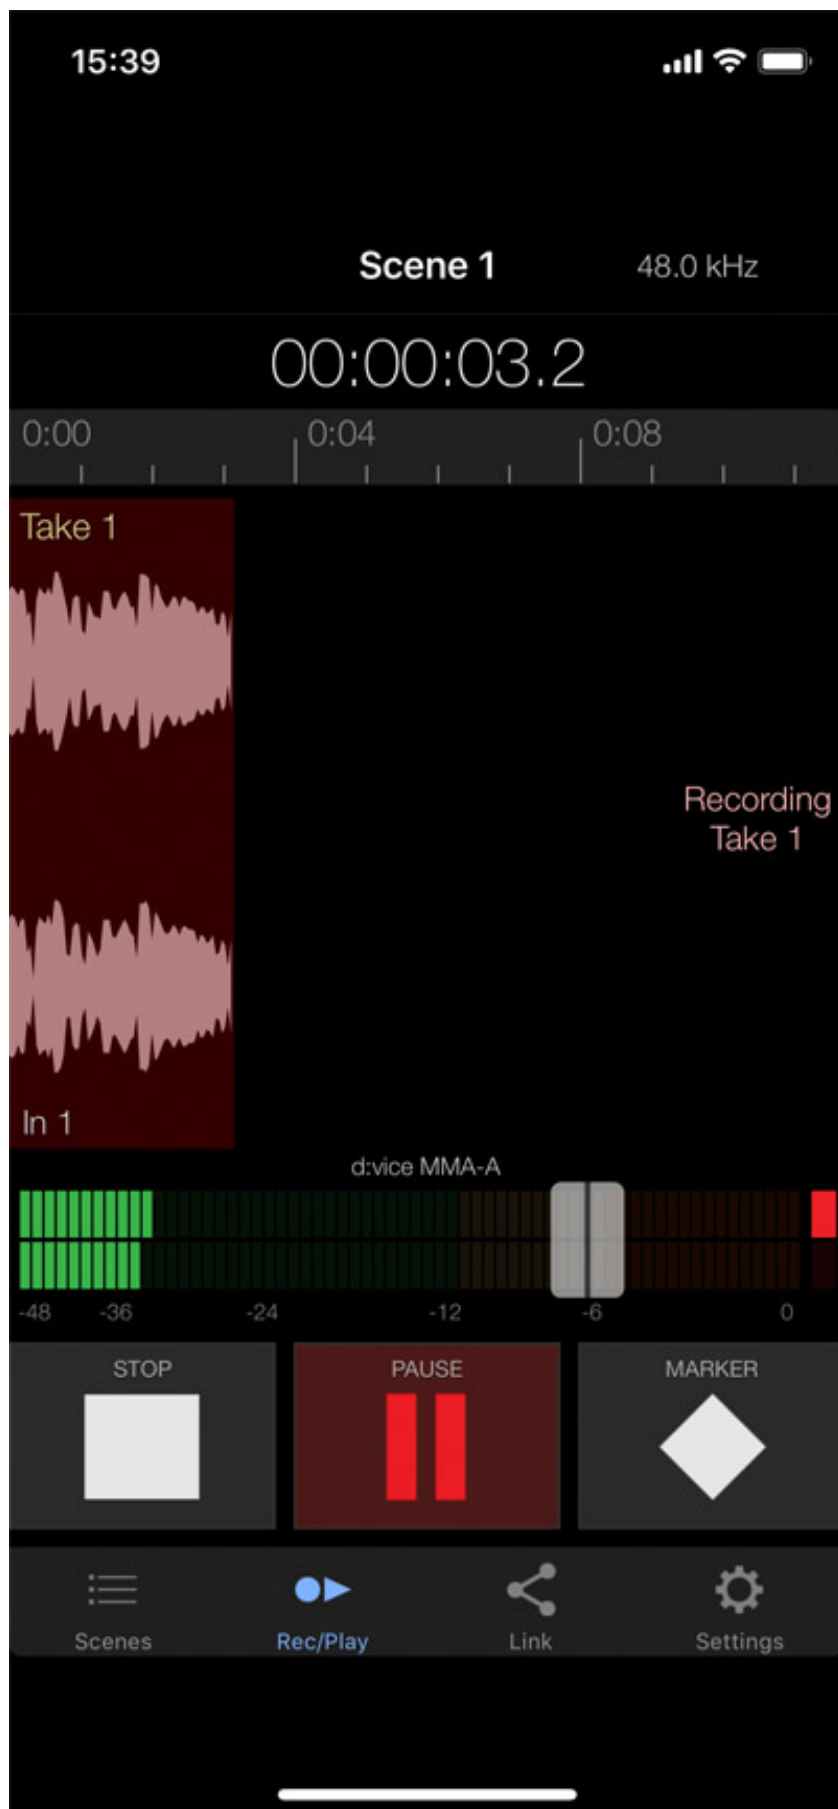 15:39
Scene 1 48.0 kHz
00:00:03.2
0:00 0:04 0:08
Take 1
Recording
Take 1
In 1
d:vice MMA-A
-48 -36 -24 -12 -6 0
STOP PAUSE MARKER
Scenes Rec/Play Link Settings